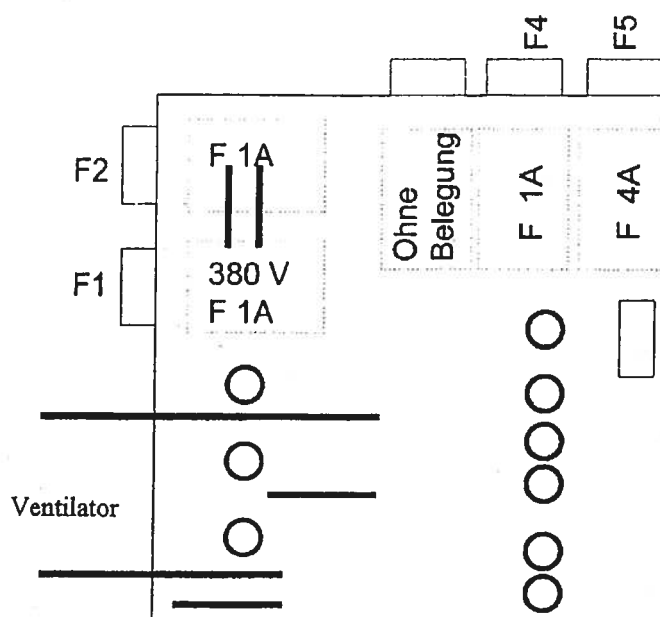 F4
F5
F2
F 1A
Ohne
Belegung
F 1A
F 4A
F1
380 V
F 1A
Ventilator